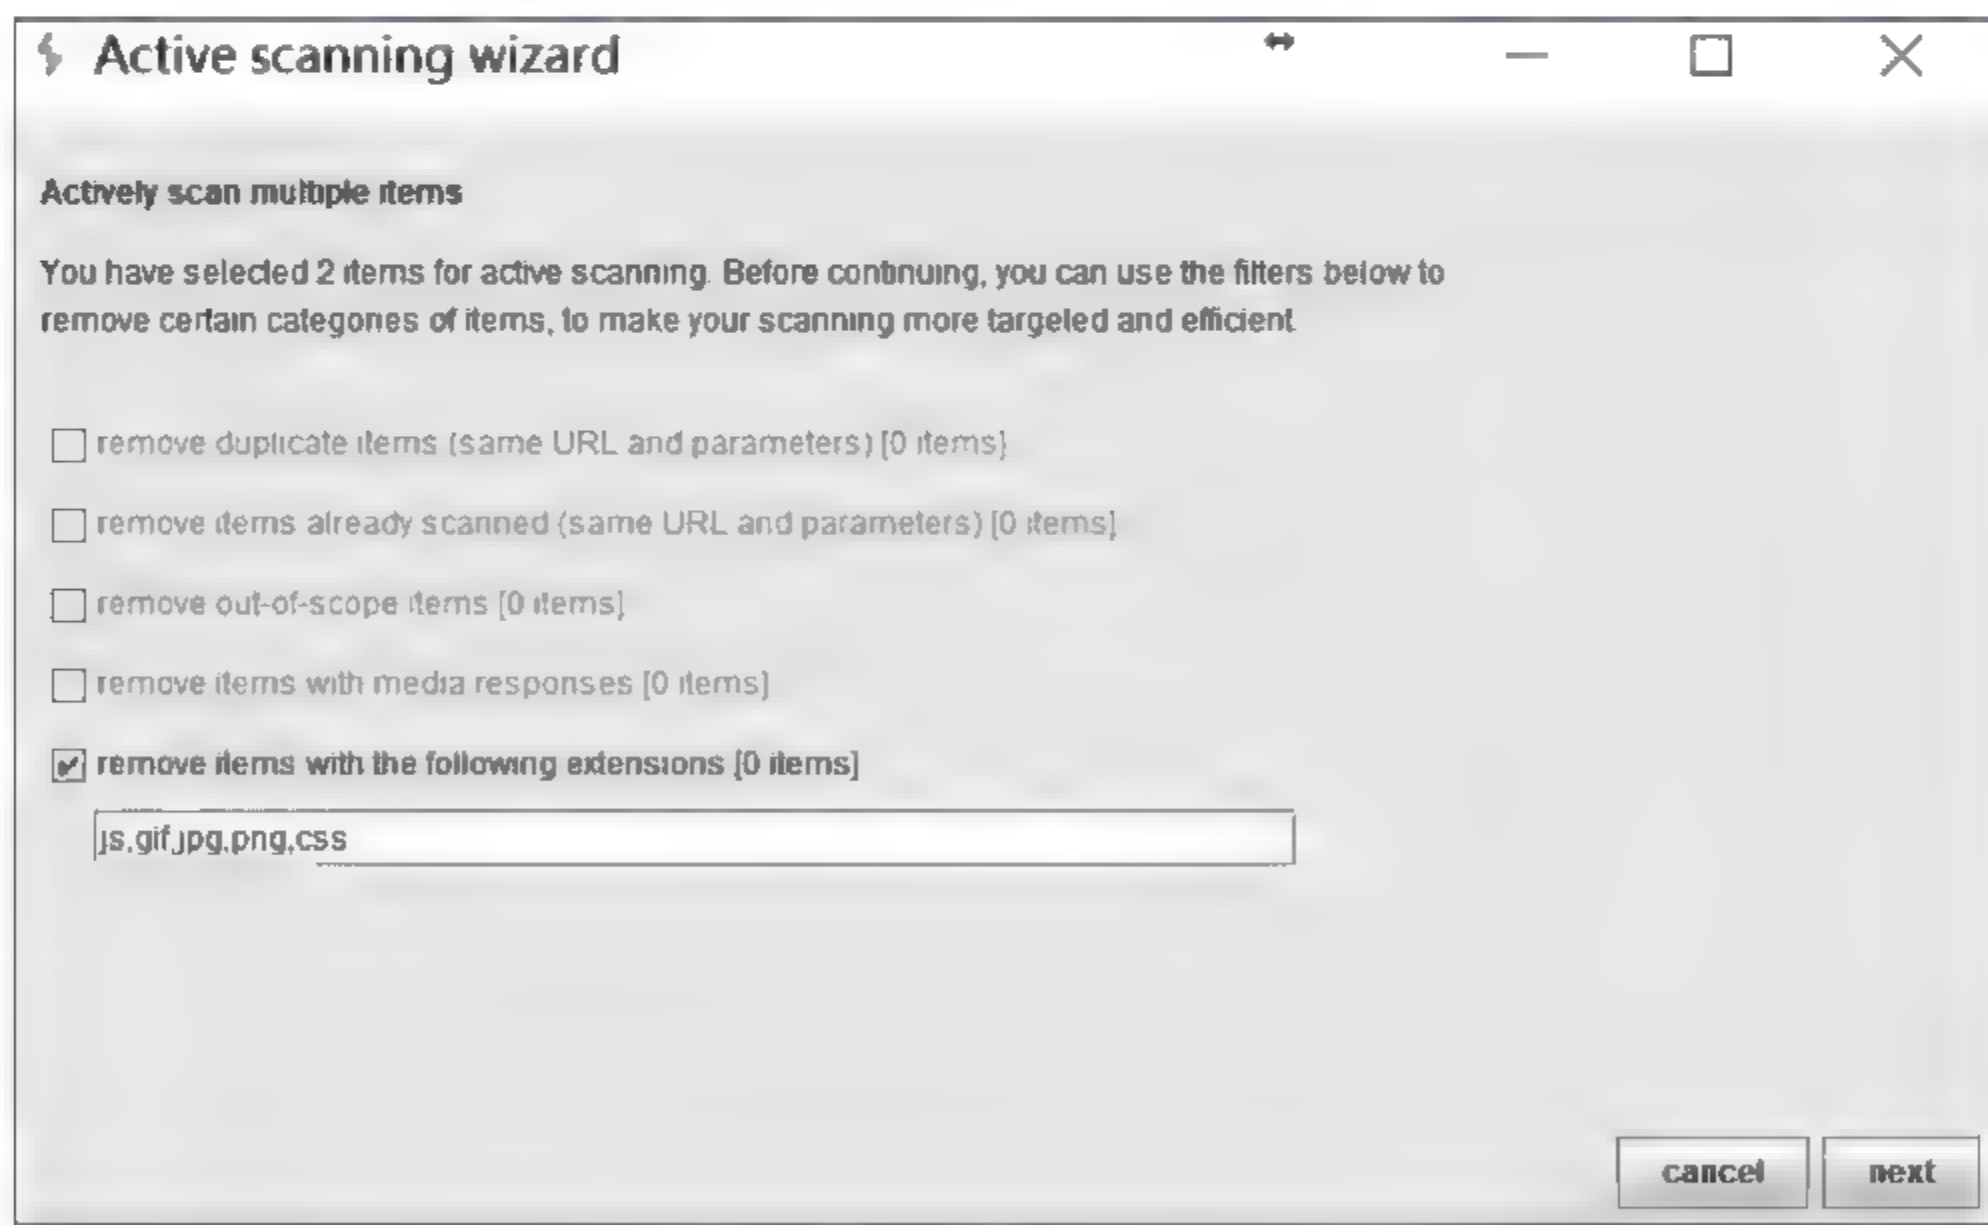 Active scanning wizard
Actively scan multiple items
You have selected 2 items for active scanning. Before continuing, you can use the filters below to
remove certain categories of items, to make your scanning more targeted and efficient.
remove duplicate items (same URL and parameters) [0 items]
remove items already scanned (same URL and parameters) [0 items]
remove out-of-scope items [0 items]
remove items with media responses [0 items]
remove items with the following extensions [0 items]
js,gif,jpg,png,css
cancel next